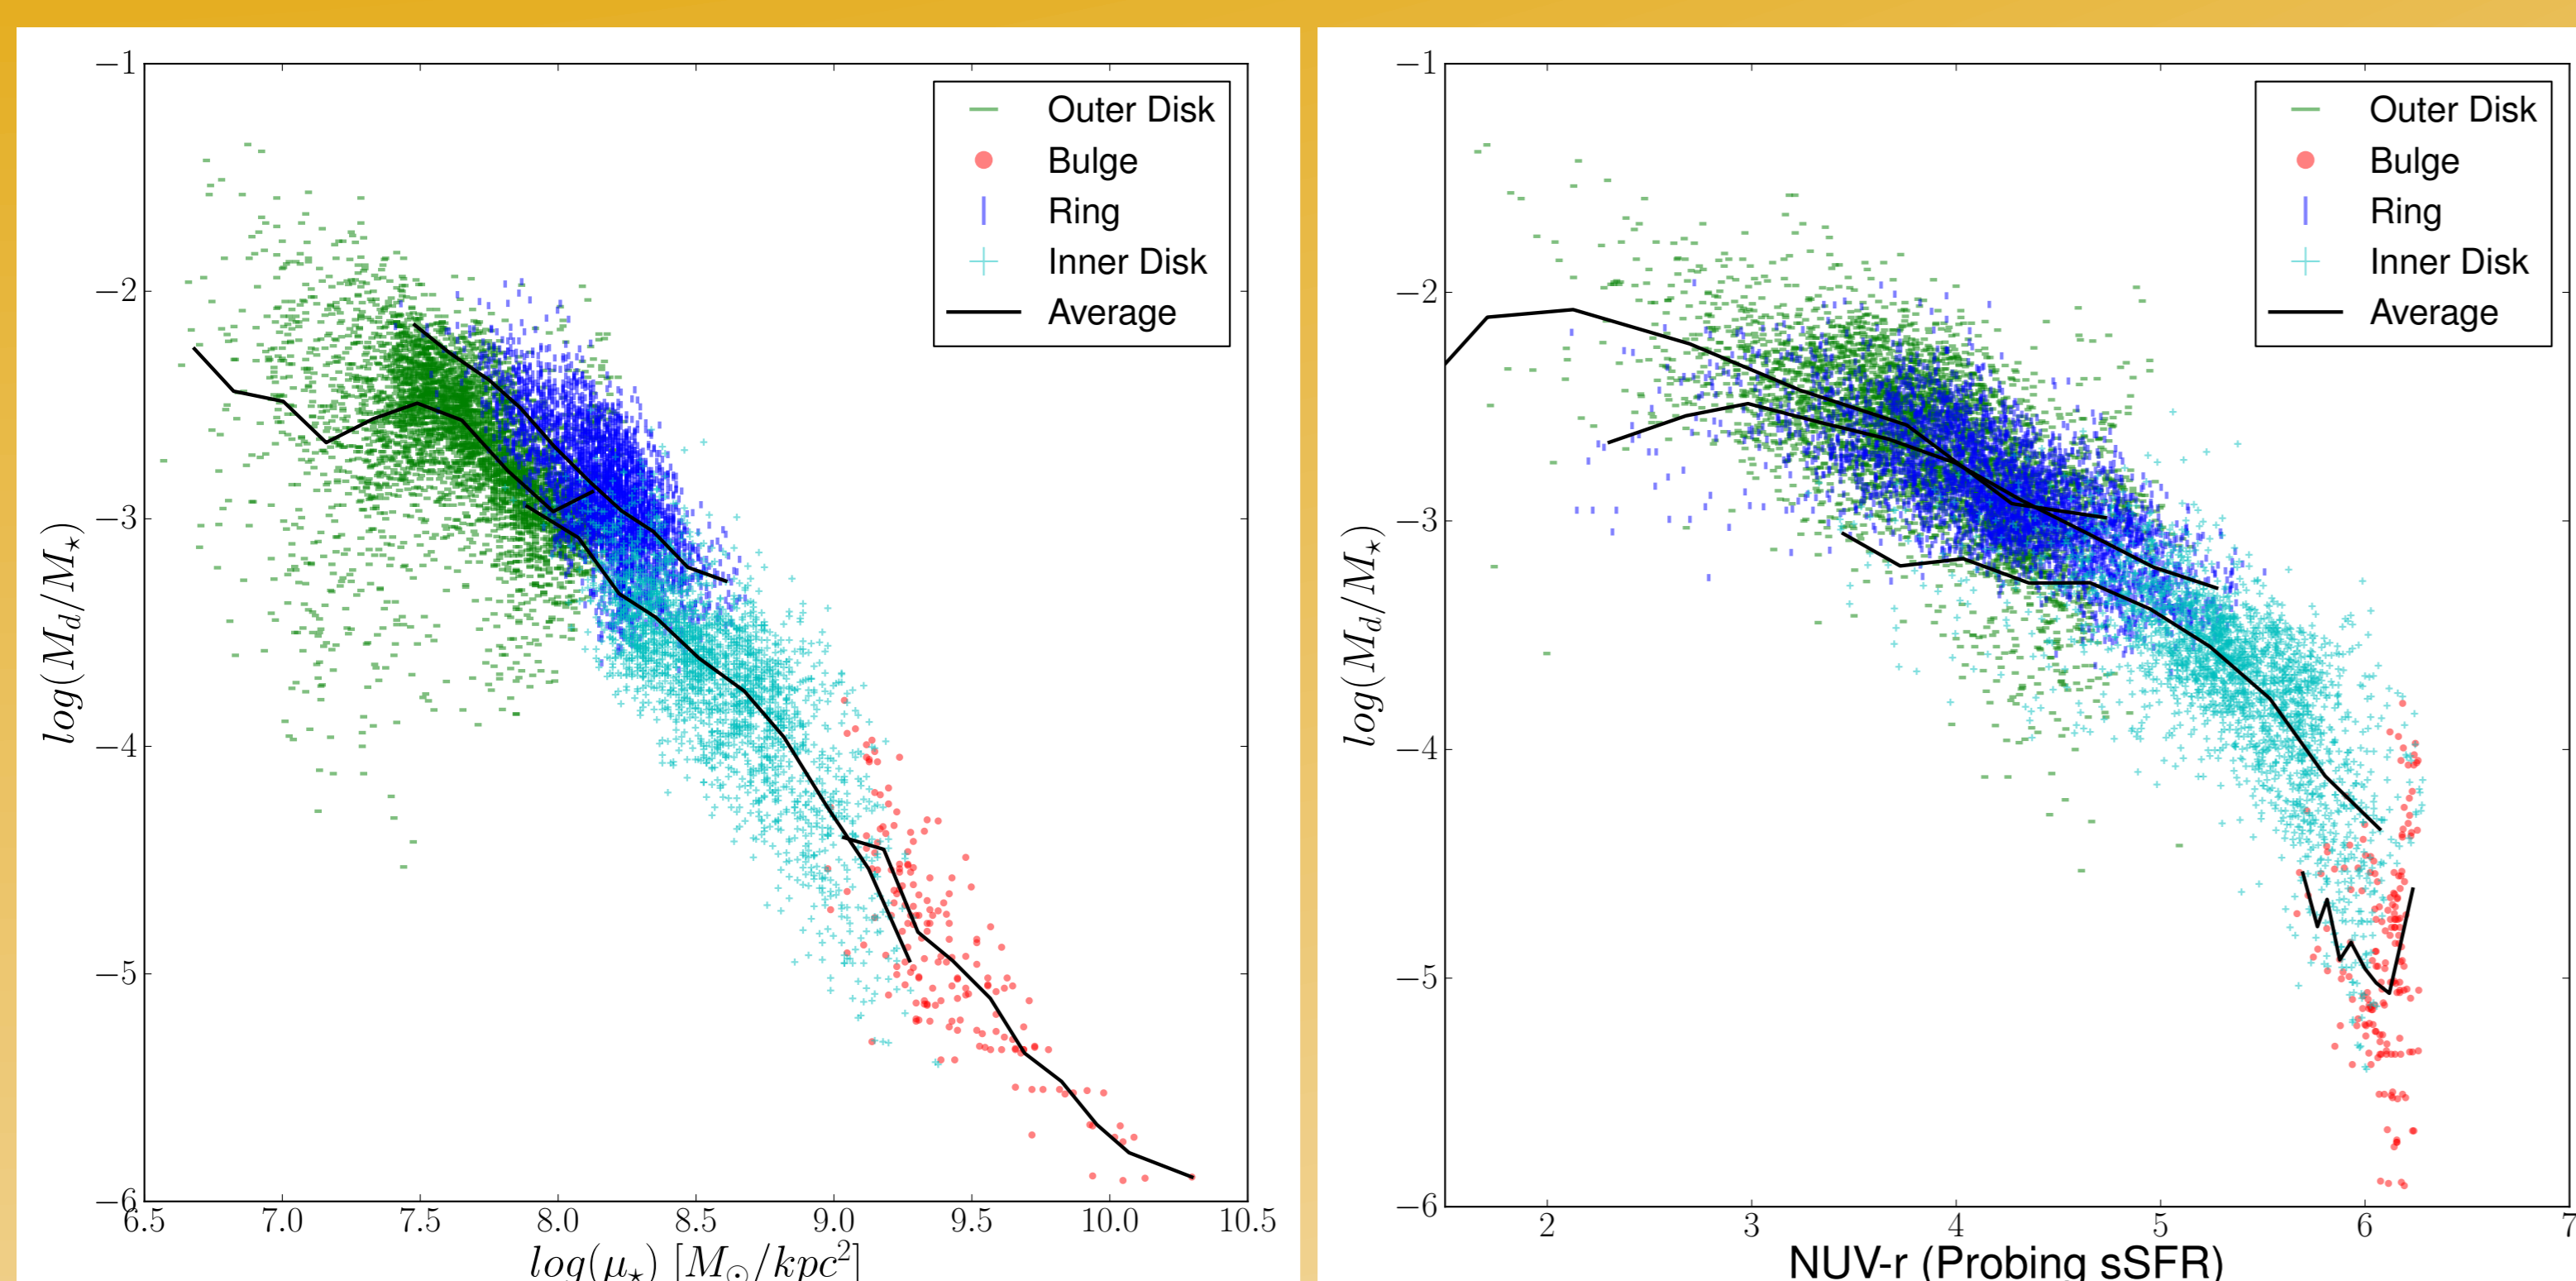 −1
−2
−3
−4
−5
−6
log(M_d/M_⋆)
6.5 7.0 7.5 8.0 8.5 9.0 9.5 10.0 10.5
log(μ_⋆) [M_⊙/kpc²]
Outer Disk
Bulge
Ring
Inner Disk
Average
−1
−2
−3
−4
−5
−6
log(M_d/M_⋆)
2 3 4 5 6 7
NUV-r (Probing sSFR)
Outer Disk
Bulge
Ring
Inner Disk
Average